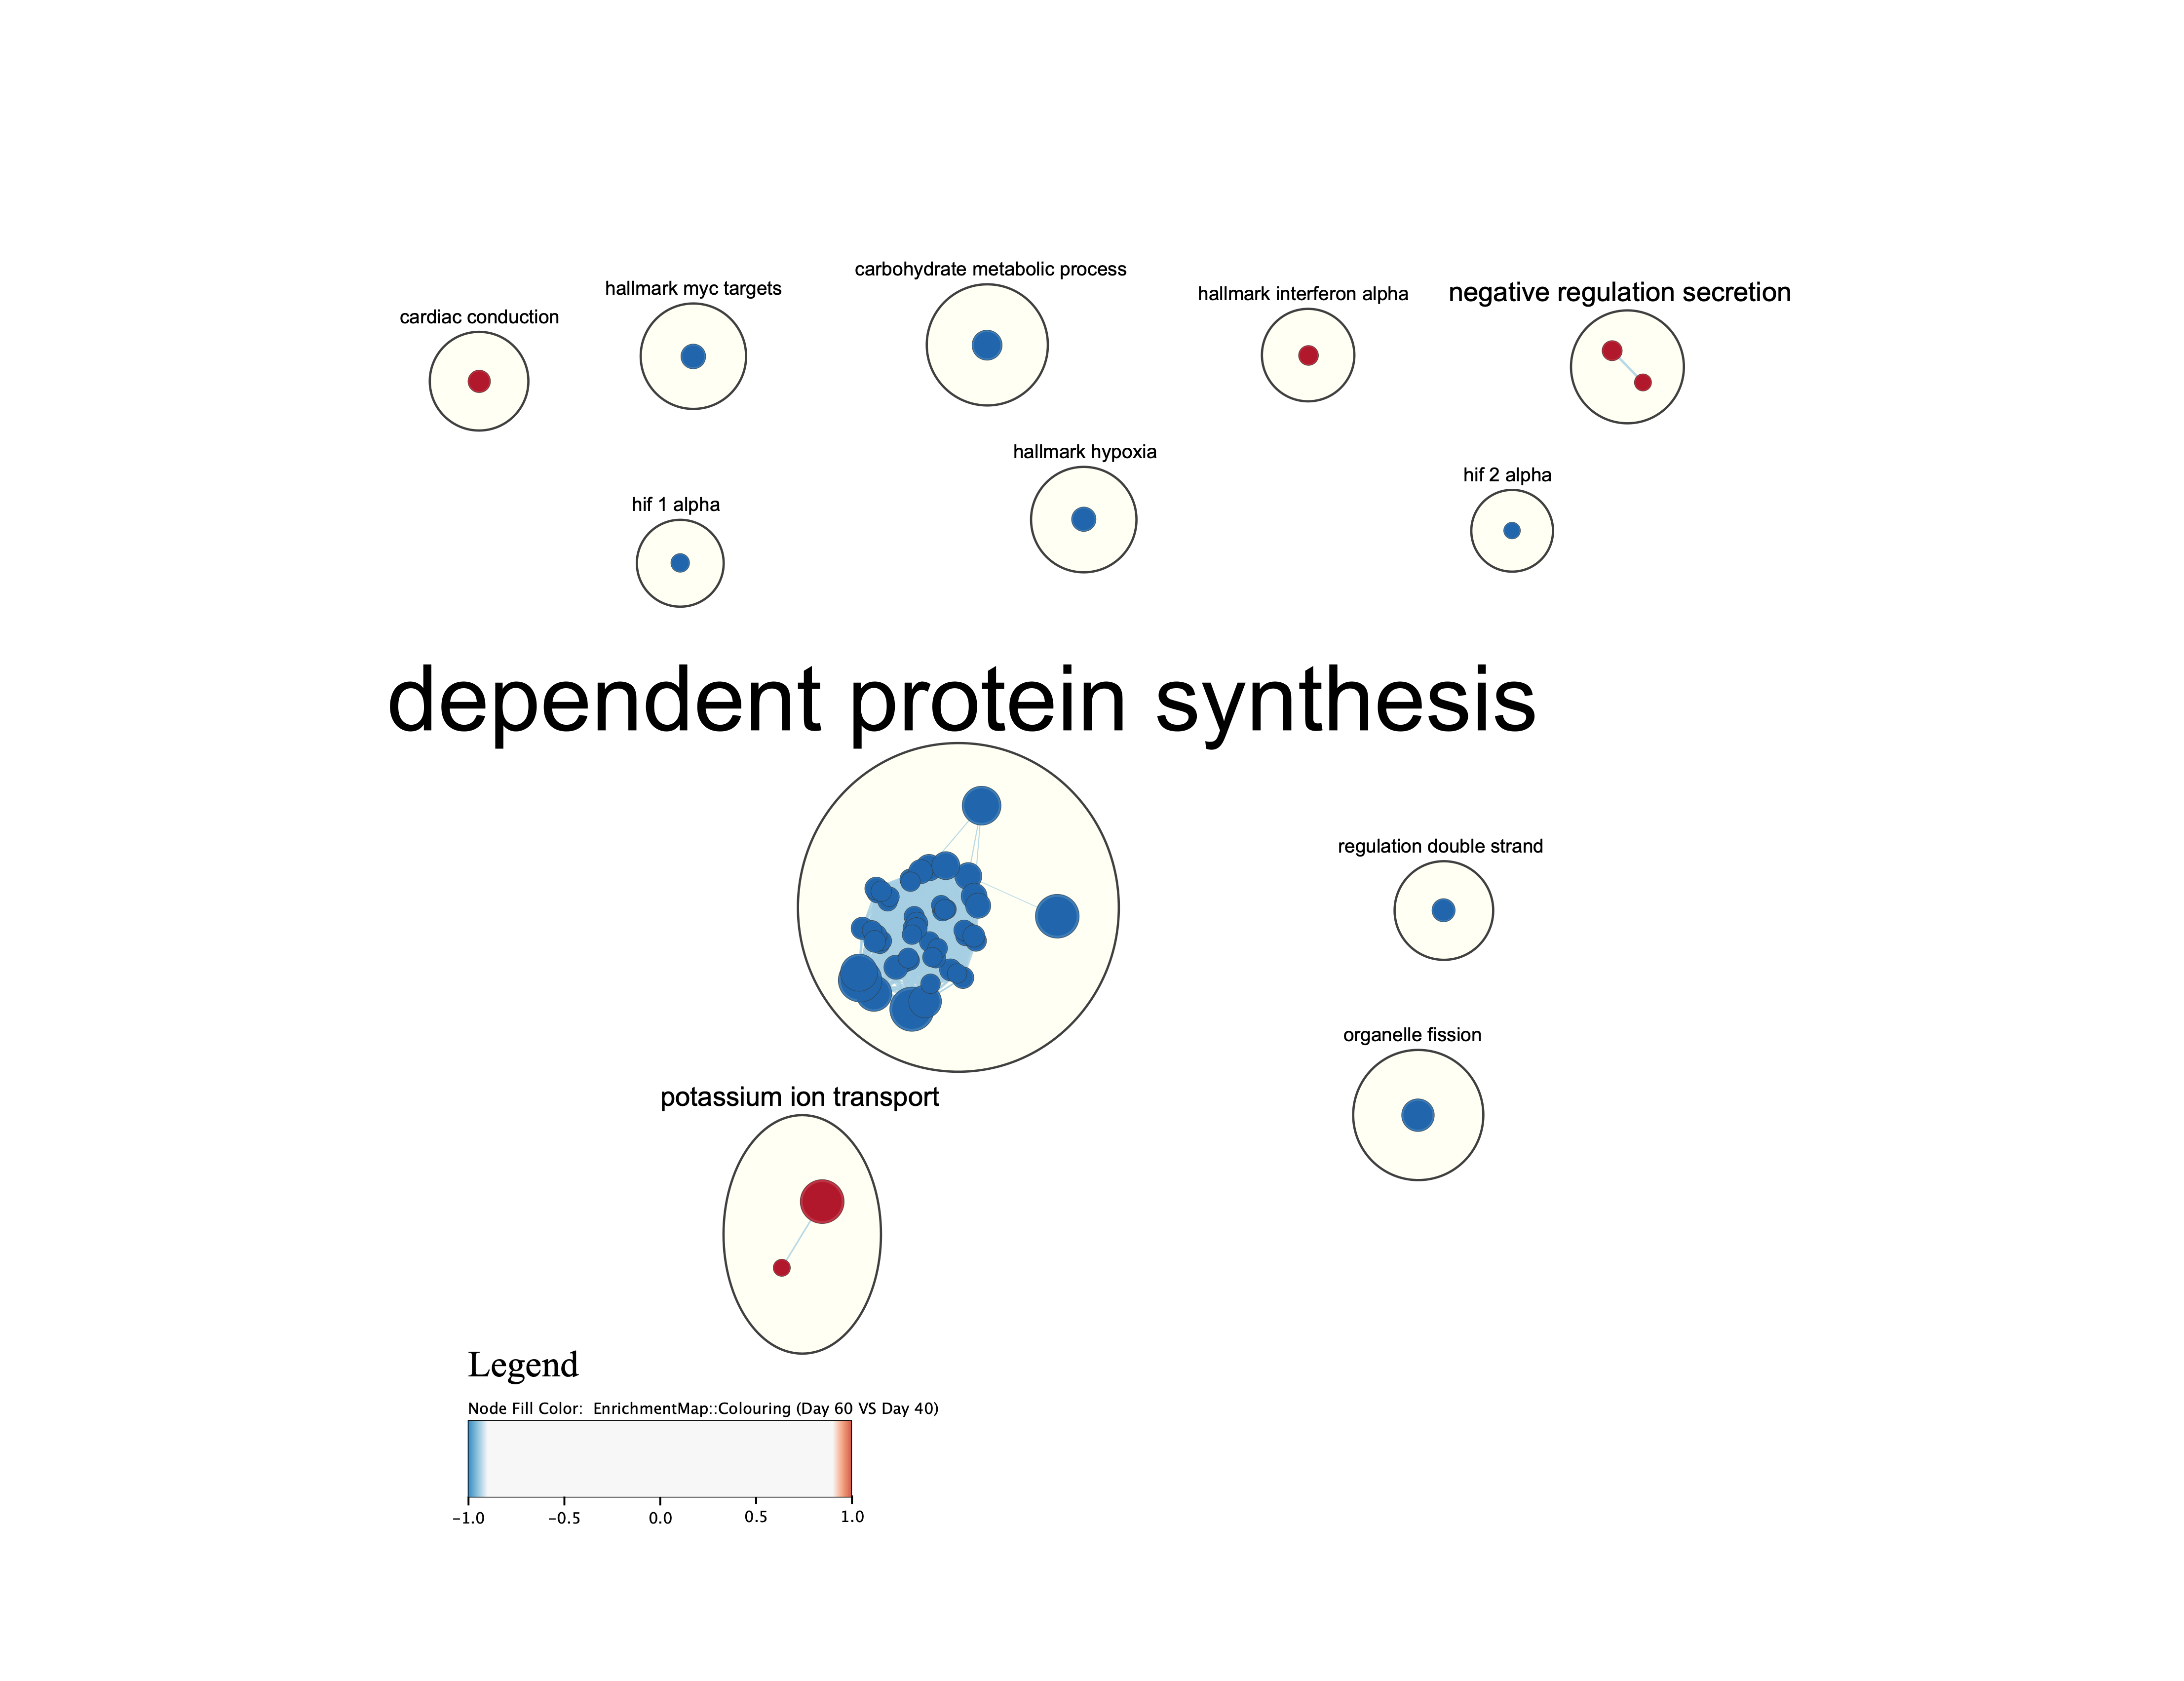 carbohydrate metabolic process
hallmark myc targets
hallmark interferon alpha
negative regulation secretion
cardiac conduction
hallmark hypoxia
hif 2 alpha
hif 1 alpha
dependent protein synthesis
regulation double strand
organelle fission
potassium ion transport
Legend
Node Fill Color: EnrichmentMap::Colouring (Day 60 VS Day 40)
−1.0 −0.5 0.0 0.5 1.0